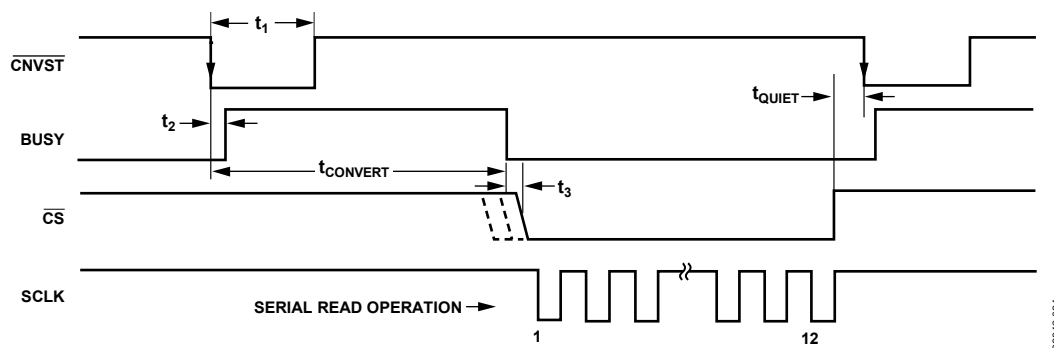 t1
CNVST
tQUIET
t2
BUSY
tCONVERT
t3
CS
SCLK
SERIAL READ OPERATION
1
12